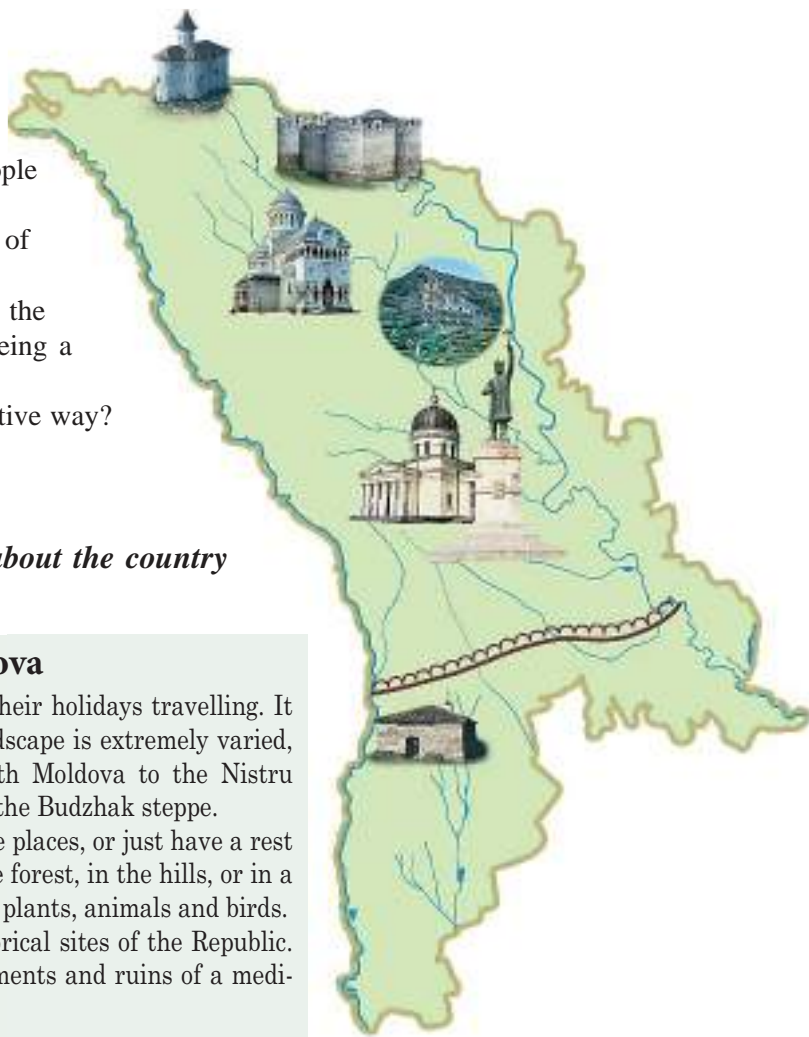 ple
of
the
eing a
tive way?
about the country
ova
heir holidays travelling. It
dscape is extremely varied,
th Moldova to the Nistru
the Budzhak steppe.
e places, or just have a rest
e forest, in the hills, or in a
plants, animals and birds.
orical sites of the Republic.
ments and ruins of a medi-